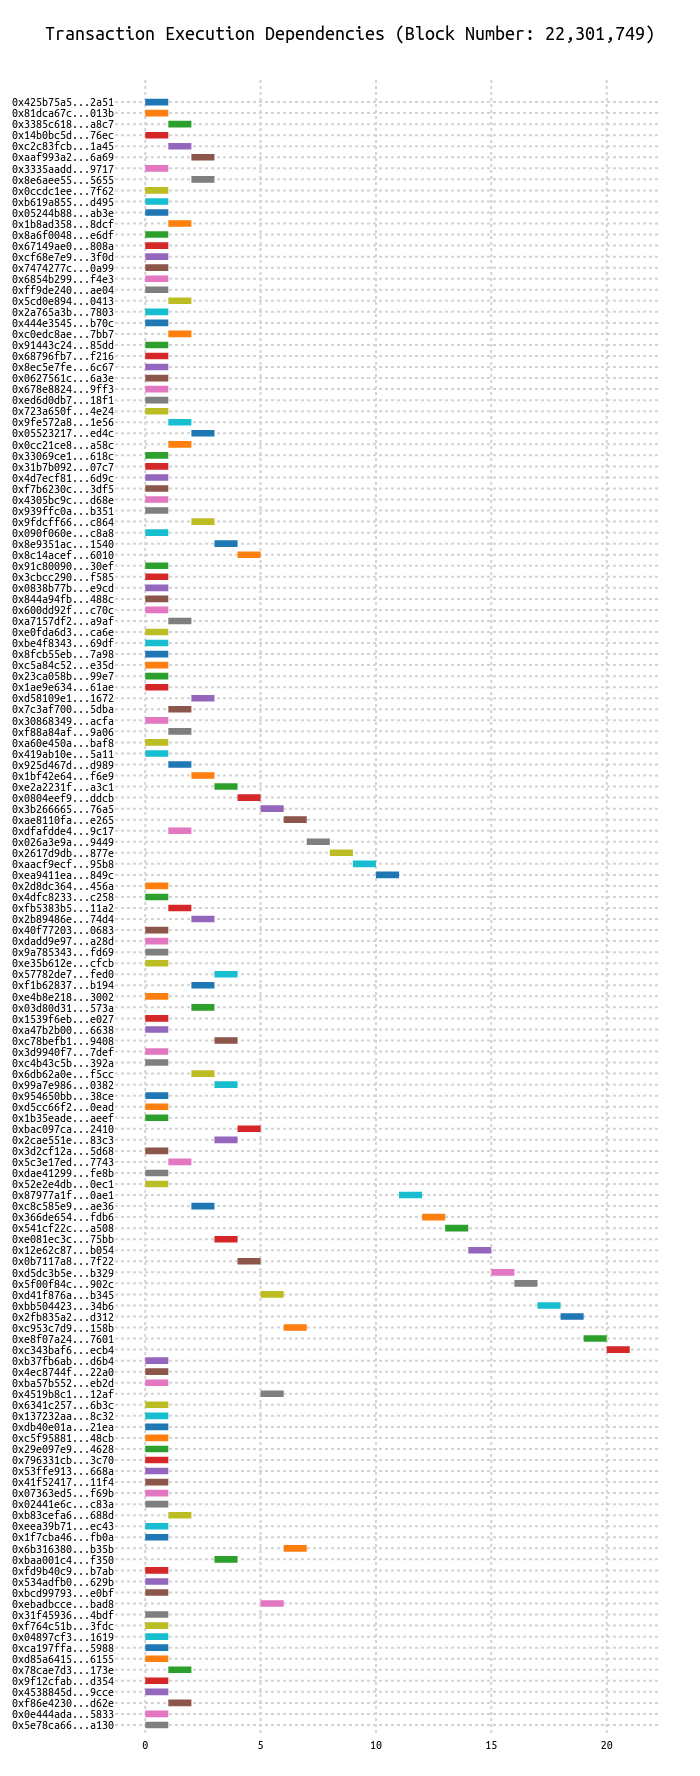 Transaction Execution Dependencies (Block Number: 22,301,749)
0x425b75a5...2a51
0x81dca67c...013b
0x3385c618...a8c7
0x14b0bc5d...76ec
0xc2c83fcb...1a45
0xaaf993a2...6a69
0x3335aadd...9717
0x8e6aee55...5655
0x0ccdc1ee...7f62
0xb619a855...d495
0x05244b88...ab3e
0x1b8ad358...8dcf
0x8a6f0048...e6df
0x67149ae0...808a
0xcf68e7e9...3f0d
0x7474277c...0a99
0x6854b299...f4e3
0xff9de240...ae04
0x5cd0e894...0413
0x2a765a3b...7803
0x444e3545...b70c
0xc0edc8ae...7bb7
0x91443c24...85dd
0x68796fb7...f216
0x8ec5e7fe...6c67
0x0627561c...6a3e
0x678e8824...9ff3
0xed6d0db7...18f1
0x723a650f...4e24
0x9fe572a8...1e56
0x05523217...ed4c
0x0cc21ce8...a58c
0x33069ce1...618c
0x31b7b092...07c7
0x4d7ecf81...6d9c
0xf7b6230c...3df5
0x4305bc9c...d68e
0x939ffc0a...b351
0x9fdcff66...c864
0x090f060e...c8a8
0x8e9351ac...1540
0x8c14acef...6010
0x91c80090...30ef
0x3cbcc290...f585
0x0838b77b...e9cd
0x844a94fb...488c
0x600dd92f...c70c
0xa7157df2...a9af
0xe0fda6d3...ca6e
0xbe4f8343...69df
0x8fcb55eb...7a98
0xc5a84c52...e35d
0x23ca058b...99e7
0x1ae9e634...61ae
0xd58109e1...1672
0x7c3af700...5dba
0x30868349...acfa
0xf88a84af...9a06
0xa60e450a...baf8
0x419ab10e...5a11
0x925d467d...d989
0x1bf42e64...f6e9
0xe2a2231f...a3c1
0x0804eef9...ddcb
0x3b266665...76a5
0xae8110fa...e265
0xdfafdde4...9c17
0x026a3e9a...9449
0x2617d9db...877e
0xaacf9ecf...95b8
0xea9411ea...849c
0x2d8dc364...456a
0x4dfc8233...c258
0xfb5383b5...11a2
0x2b89486e...74d4
0x40f77203...0683
0xdadd9e97...a28d
0x9a785343...fd69
0xe35b612e...cfcb
0x57782de7...fed0
0xf1b62837...b194
0xe4b8e218...3002
0x03d80d31...573a
0x1539f6eb...e027
0xa47b2b00...6638
0xc78befb1...9408
0x3d9940f7...7def
0xc4b43c5b...392a
0x6db62a0e...f5cc
0x99a7e986...0382
0x954650bb...38ce
0xd5cc66f2...0ead
0x1b35eade...aeef
0xbac097ca...2410
0x2cae551e...83c3
0x3d2cf12a...5d68
0x5c3e17ed...7743
0xdae41299...fe8b
0x52e2e4db...0ec1
0x87977a1f...0ae1
0xc8c585e9...ae36
0x366de654...fdb6
0x541cf22c...a508
0xe081ec3c...75bb
0x12e62c87...b054
0x0b7117a8...7f22
0xd5dc3b5e...b329
0x5f00f84c...902c
0xd41f876a...b345
0xbb504423...34b6
0x2fb835a2...d312
0xc953c7d9...158b
0xe8f07a24...7601
0xc343baf6...ecb4
0xb37fb6ab...d6b4
0x4ec8744f...22a0
0xba57b552...eb2d
0x4519b8c1...12af
0x6341c257...6b3c
0x137232aa...8c32
0xdb40e01a...21ea
0xc5f95881...48cb
0x29e097e9...4628
0x796331cb...3c70
0x53ffe913...668a
0x41f52417...11f4
0x07363ed5...f69b
0x02441e6c...c83a
0xb83cefa6...688d
0xeea39b71...ec43
0x1f7cba46...fb0a
0x6b316380...b35b
0xbaa001c4...f350
0xfd9b40c9...b7ab
0x534adfb0...629b
0xbcd99793...e0bf
0xebadbcce...bad8
0x31f45936...4bdf
0xf764c51b...3fdc
0x04897cf3...1619
0xca197ffa...5988
0xd85a6415...6155
0x78cae7d3...173e
0x9f12cfab...d354
0x4538845d...9cce
0xf86e4230...d62e
0x0e444ada...5833
0x5e78ca66...a130
0 5 10 15 20